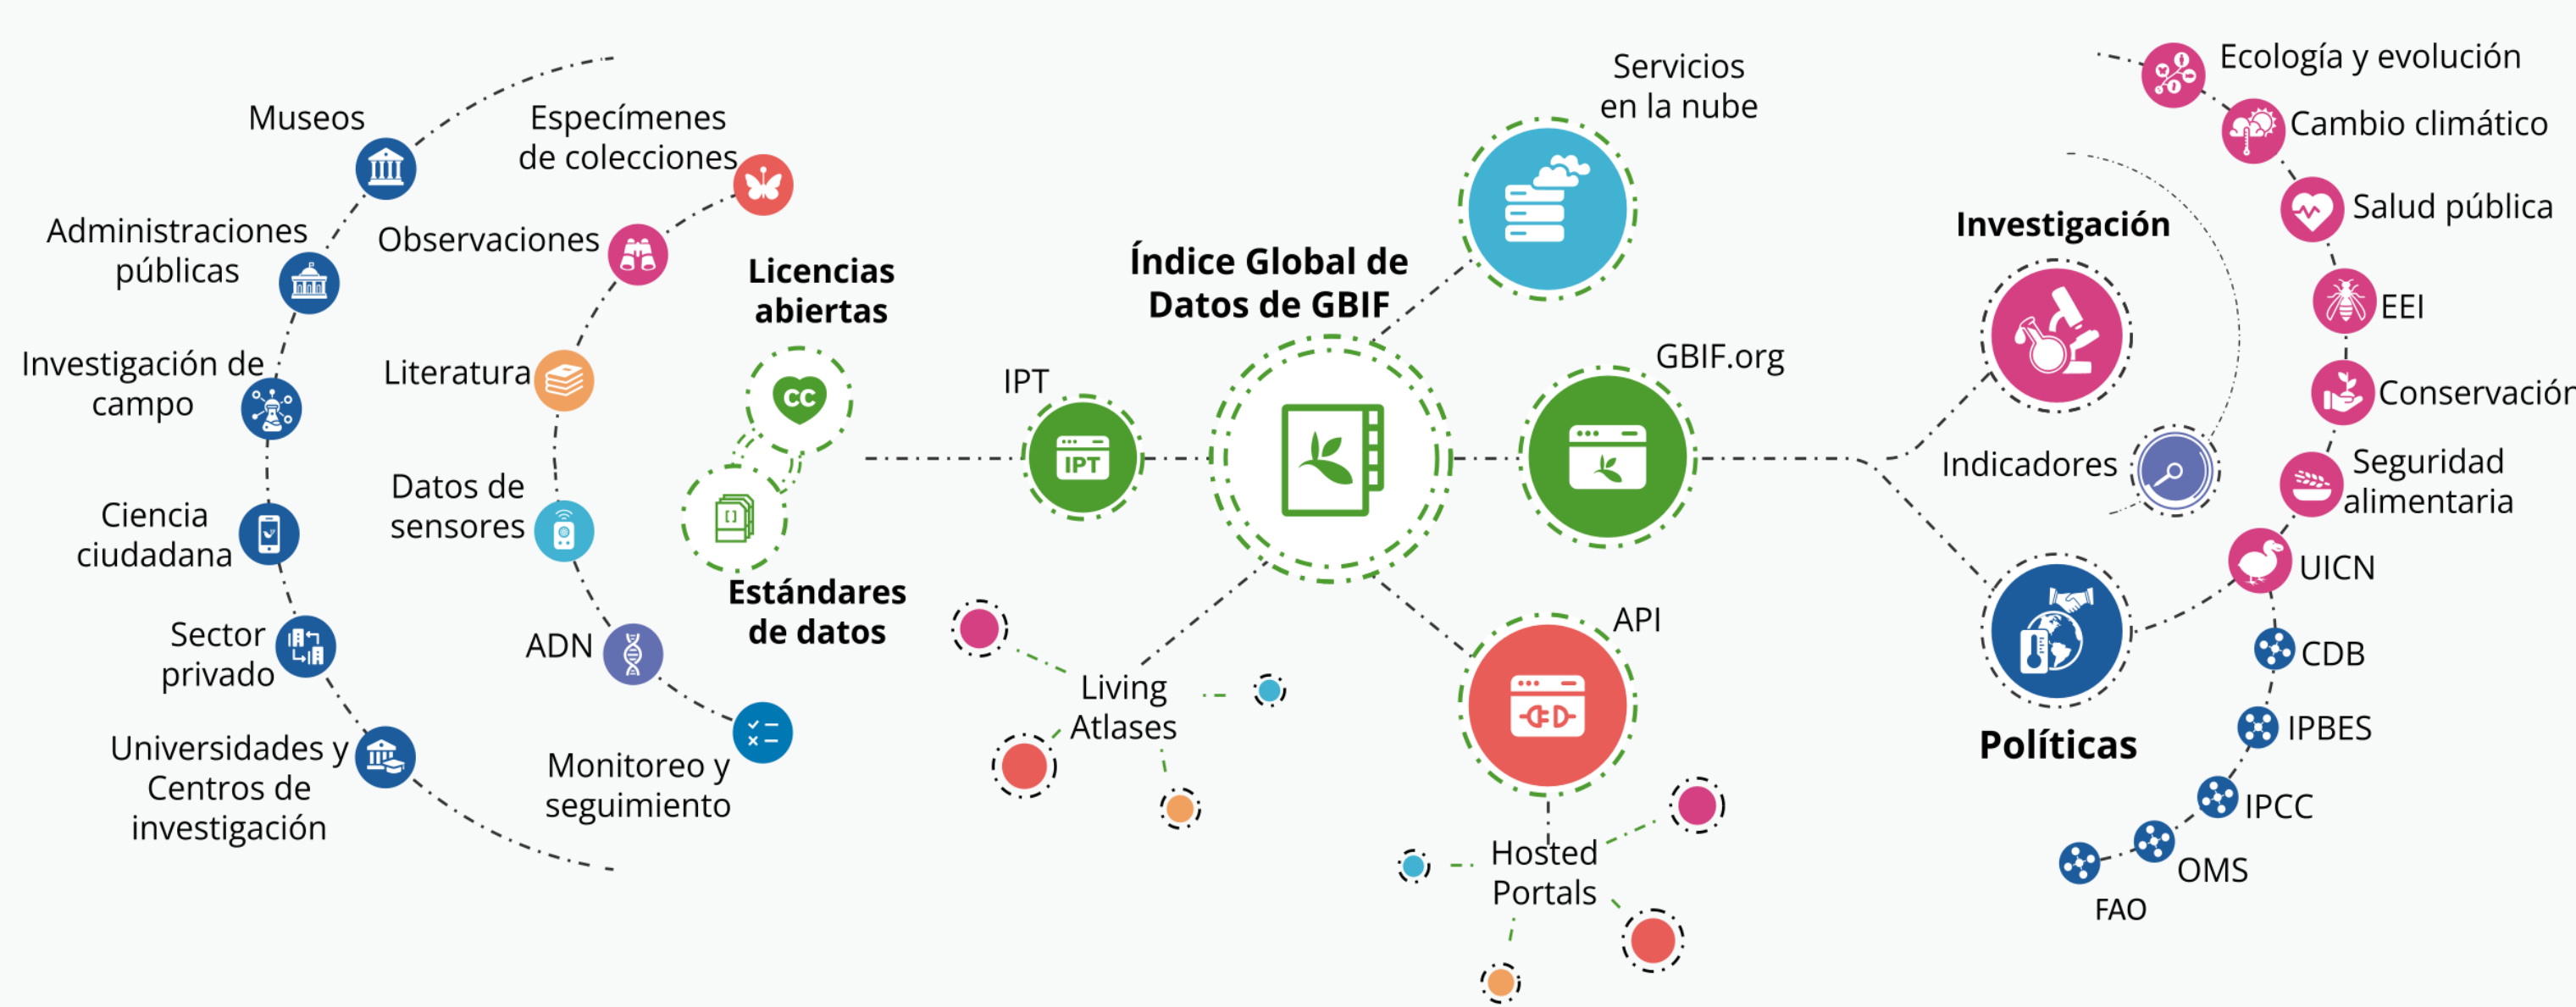 Museos
Administraciones
públicas
Investigación de
campo
Ciencia
ciudadana
Sector
privado
Universidades y
Centros de
investigación
Especímenes
de colecciones
Observaciones
Literatura
Datos de
sensores
ADN
Monitoreo y
seguimiento
Licencias
abiertas
CC
[ ]
Estándares
de datos
IPT
IPT
Índice Global de
Datos de GBIF
Servicios
en la nube
GBIF.org
API
Living
Atlases
Hosted
Portals
Investigación
Indicadores
Políticas
Ecología y evolución
Cambio climático
Salud pública
EEI
Conservación
Seguridad
alimentaria
UICN
CDB
IPBES
IPCC
OMS
FAO